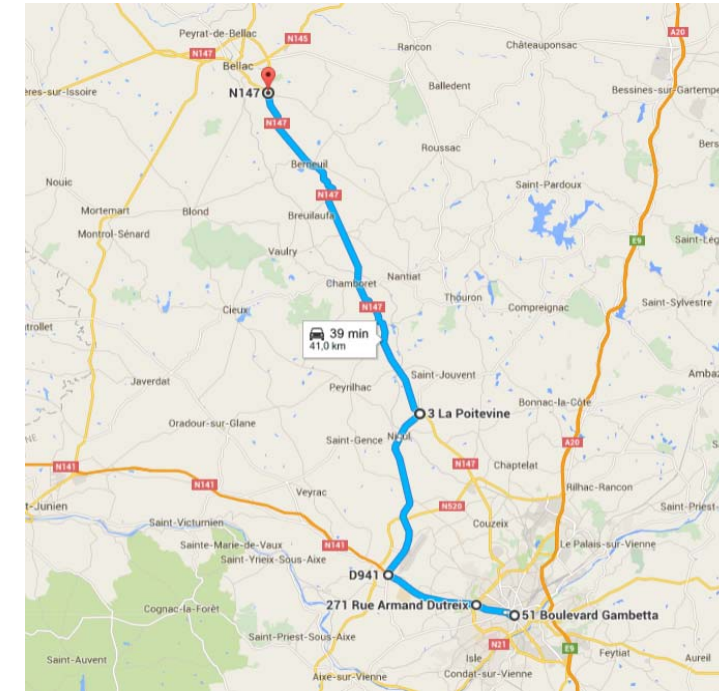 Peyrat-de-Bellac
N145
N147
Rancon
Châteauponsac
A20
Bellac
N147
Balledent
Bessines-sur-Gartempe
ères-sur-Issoire
N147
Roussac
Bers
Berneuil
Nouic
N147
Saint-Pardoux
Mortemart
Blond
Breuilaufa
Montrol-Sénard
E9
Saint-Lég
Vaulry
Chamboret
Nantiat
Thouron
Saint-Sylvestre
Cieux
N147
Compreignac
trollet
39 min
41,0 km
Saint-Jouvent
Ambaz
Javerdat
Peyrilhac
Bonnac-la-Côte
3 La Poitevine
Oradour-sur-Glane
Saint-Gence
Nieul
A20
N141
N147
Chaptelat
N141
Rilhac-Rancon
Veyrac
t-Junien
N520
Saint-Priest-
Saint-Victurnien
Couzeix
Sainte-Marie-de-Vaux
N141
Le Palais-sur-Vienne
Saint-Yrieix-Sous-Aixe
D941
271 Rue Armand Dutreix
51 Boulevard Gambetta
Cognac-la-Forêt
Saint-Priest-Sous-Aixe
N21
E9
Feytiat
Saint-Auvent
Isle
Aureil
Aixe-sur-Vienne
Condat-sur-Vienne